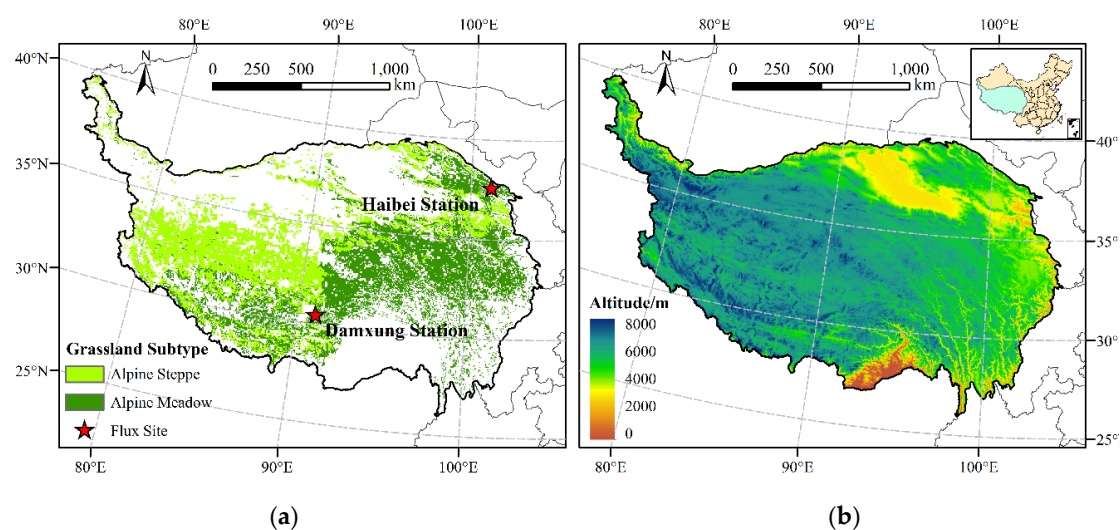 80°E 90°E 100°E
40°N
N
0 250 500 1,000
km
35°N
Haibei Station
30°N
Damxung Station
Grassland Subtype
Alpine Steppe
25°N
Alpine Meadow
Flux Site
80°E 90°E 100°E
(a)
80°E 90°E 100°E
N
0 250 500 1,000
km
35°N
Altitude/m
8000
6000
30°N
4000
2000
0
25°N
80°E 90°E 100°E
(b)